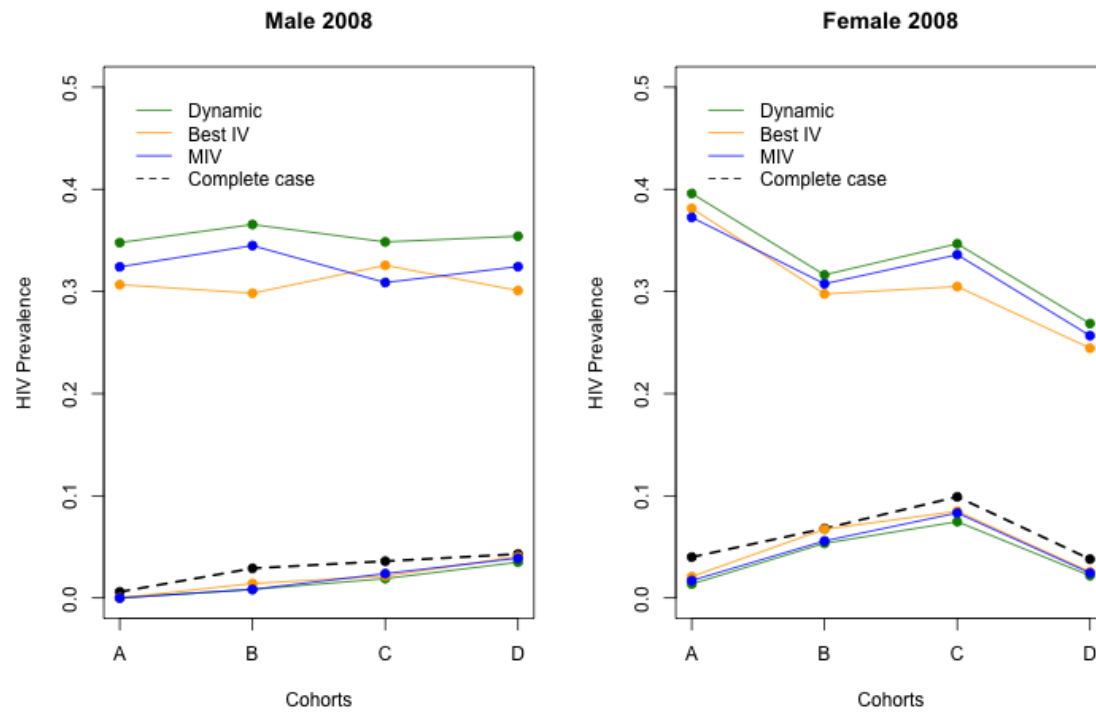 Male 2008
HIV Prevalence
0.5
0.4
0.3
0.2
0.1
0.0
Dynamic
Best IV
MIV
Complete case
A B C D
Cohorts
Female 2008
HIV Prevalence
0.5
0.4
0.3
0.2
0.1
0.0
Dynamic
Best IV
MIV
Complete case
A B C D
Cohorts